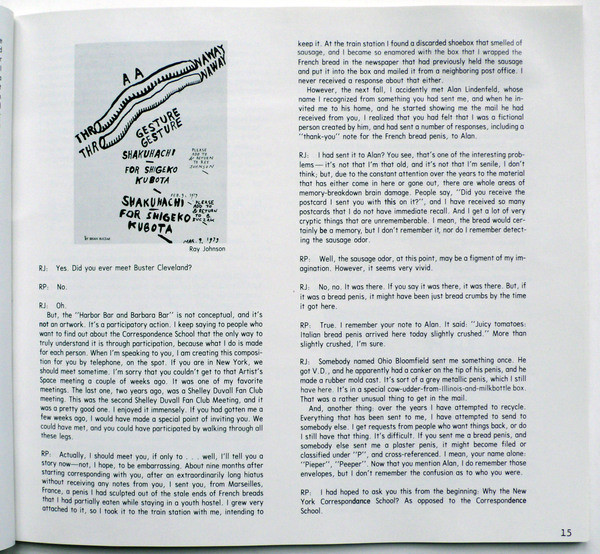 A A
THRO NAWAY
THRO NAWAY
GESTURE
GESTURE
SHAKUHACHI
FOR SHIGEKO
KUBOTA
PLEASE
ADD TO
& RETURN
TO RAY
JOHNSON
FEB. 9, 1979
SHAKUHACHI
FOR SHIGEKO
KUBOTA
PLEASE
ADD TO
& RETURN
MAR. 9, 1979
Ray Johnson
RJ: Yes. Did you ever meet Buster Cleveland?
RP: No.
RJ: Oh.
But, the "Harbor Bar and Barbara Bar" is not conceptual, and it's
not an artwork. It's a participatory action. I keep saying to people who
want to find out about the Correspondence School that the only way to
truly understand it is through participation, because what I do is made
for each person. When I'm speaking to you, I am creating this composi-
tion for you by telephone, on the spot. If you are in New York, we
should meet sometime. I'm sorry that you couldn't get to that Artist's
Space meeting a couple of weeks ago. It was one of my favorite
meetings. The last one, two years ago, was a Shelley Duvall Fan Club
meeting. This was the second Shelley Duvall Fan Club Meeting, and it
was a pretty good one. I enjoyed it immensely. If you had gotten me a
few weeks ago, I would have made a special point of inviting you. We
could have met, and you could have participated by walking through all
these legs.
RP: Actually, I should meet you, if only to . . . well, I'll tell you a
story now—not, I hope, to be embarrassing. About nine months after
starting corresponding with you, after an extraordinarily long hiatus
without receiving any notes from you, I sent you, from Marseilles,
France, a penis I had sculpted out of the stale ends of French breads
that I had partially eaten while staying in a youth hostel. I grew very
attached to it, so I took it to the train station with me, intending to
keep it. At the train station I found a discarded shoebox that smelled of
sausage, and I became so enamored with the box that I wrapped the
French bread in the newspaper that had previously held the sausage
and put it into the box and mailed it from a neighboring post office. I
never received a response about that either.
However, the next fall, I accidently met Alan Lindenfeld, whose
name I recognized from something you had sent me, and when he in-
vited me to his home, and he started showing me the mail he had
received from you, I realized that you had felt that I was a fictional
person created by him, and had sent a number of responses, including a
"thank-you" note for the French bread penis, to Alan.
RJ: I had sent it to Alan? You see, that's one of the interesting prob-
lems — it's not that I'm that old, and it's not that I'm senile, I don't
think; but, due to the constant attention over the years to the material
that has either come in here or gone out, there are whole areas of
memory-breakdown brain damage. People say, "Did you receive the
postcard I sent you with this on it?", and I have received so many
postcards that I do not have immediate recall. And I get a lot of very
cryptic things that are unrememberable. I mean, the bread would cer-
tainly be a memory, but I don't remember it, nor do I remember detect-
ing the sausage odor.
RP: Well, the sausage odor, at this point, may be a figment of my im-
agination. However, it seems very vivid.
RJ: No, no. It was there. If you say it was there, it was there. But, if
it was a bread penis, it might have been just bread crumbs by the time
it got here.
RP: True. I remember your note to Alan. It said: "Juicy tomatoes:
Italian bread penis arrived here today slightly crushed." More than
slightly crushed, I'm sure.
RJ: Somebody named Ohio Bloomfield sent me something once. He
got V.D., and he apparently had a canker on the tip of his penis, and he
made a rubber mold cast. It's sort of a grey metallic penis, which I still
have here. It's in a special cow-udder-from-Illinois-and-milkbottle box.
That was a rather unusual thing to get in the mail.
And, another thing: over the years I have attempted to recycle.
Everything that has been sent to me, I have attempted to send to
somebody else. I get requests from people who want things back, or do
I still have that thing. It's difficult. If you sent me a bread penis, and
somebody else sent me a plaster penis, it might become filed or
classified under "P", and cross-referenced. I mean, your name alone:
"Pieper", "Peeper". Now that you mention Alan, I do remember those
envelopes, but I don't remember the confusion as to who you were.
RP: I had hoped to ask you this from the beginning: Why the New
York Correspondance School? As opposed to the Correspondence
School.
15